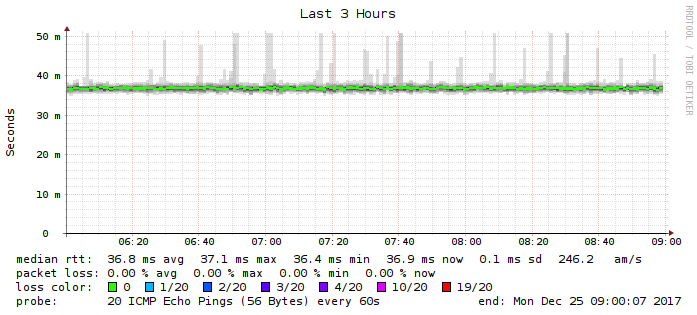 Last 3 Hours
RRDTOOL / TOBI OETIKER
Seconds
50 m
40 m
30 m
20 m
10 m
0
06:20 06:40 07:00 07:20 07:40 08:00 08:20 08:40 09:00
median rtt: 36.8 ms avg 37.1 ms max 36.4 ms min 36.9 ms now 0.1 ms sd 246.2 am/s
packet loss: 0.00 % avg 0.00 % max 0.00 % min 0.00 % now
loss color: 0 1/20 2/20 3/20 4/20 10/20 19/20
probe: 20 ICMP Echo Pings (56 Bytes) every 60s end: Mon Dec 25 09:00:07 2017